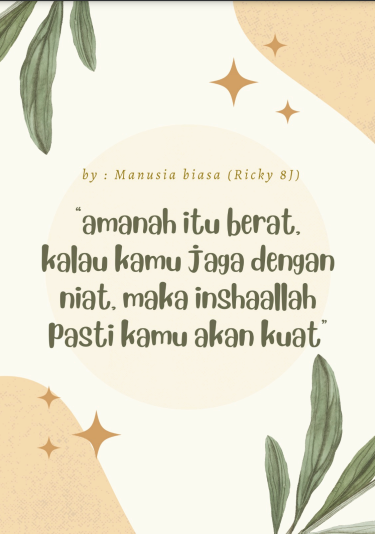 by : Manusia biasa (Ricky 8J)
"amanah itu berat,
kalau kamu jaga dengan
niat, maka inshaallah
pasti kamu akan kuat"